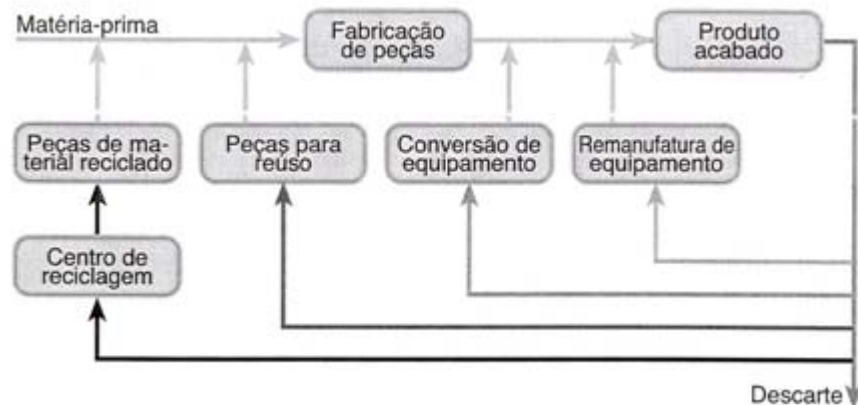 Matéria-prima
Fabricação
de peças
Produto
acabado
Peças de ma-
terial reciclado
Peças para
reúso
Conversão de
equipamento
Remanufatura de
equipamento
Centro de
reciclagem
Descarte